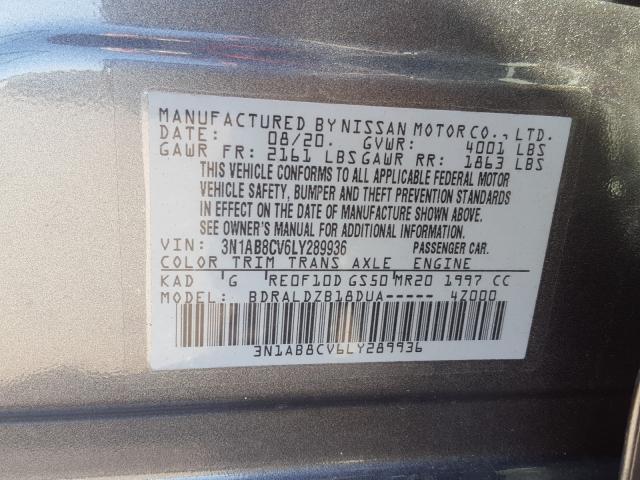 MANUFACTURED BY NISSAN MOTOR CO., LTD.
DATE: 08/20. GVWR: 4001 LBS
GAWR FR: 2161 LBS GAWR RR: 1863 LBS
THIS VEHICLE CONFORMS TO ALL APPLICABLE FEDERAL MOTOR
VEHICLE SAFETY, BUMPER AND THEFT PREVENTION STANDARDS
IN EFFECT ON THE DATE OF MANUFACTURE SHOWN ABOVE.
SEE OWNER'S MANUAL FOR ADDITIONAL INFORMATION.
VIN: 3N1AB8CV6LY289936 PASSENGER CAR.
COLOR TRIM TRANS AXLE ENGINE
KAD G RE0F10D GS50 MR20 1997 CC
MODEL: BDRALDZB18DUA----- 4Z000
3N1AB8CV6LY289936